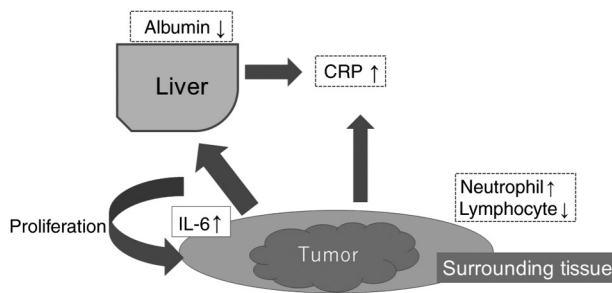 Albumin ↓
Liver
CRP ↑
Neutrophil ↑
Lymphocyte ↓
Proliferation
IL-6 ↑
Tumor
Surrounding tissue